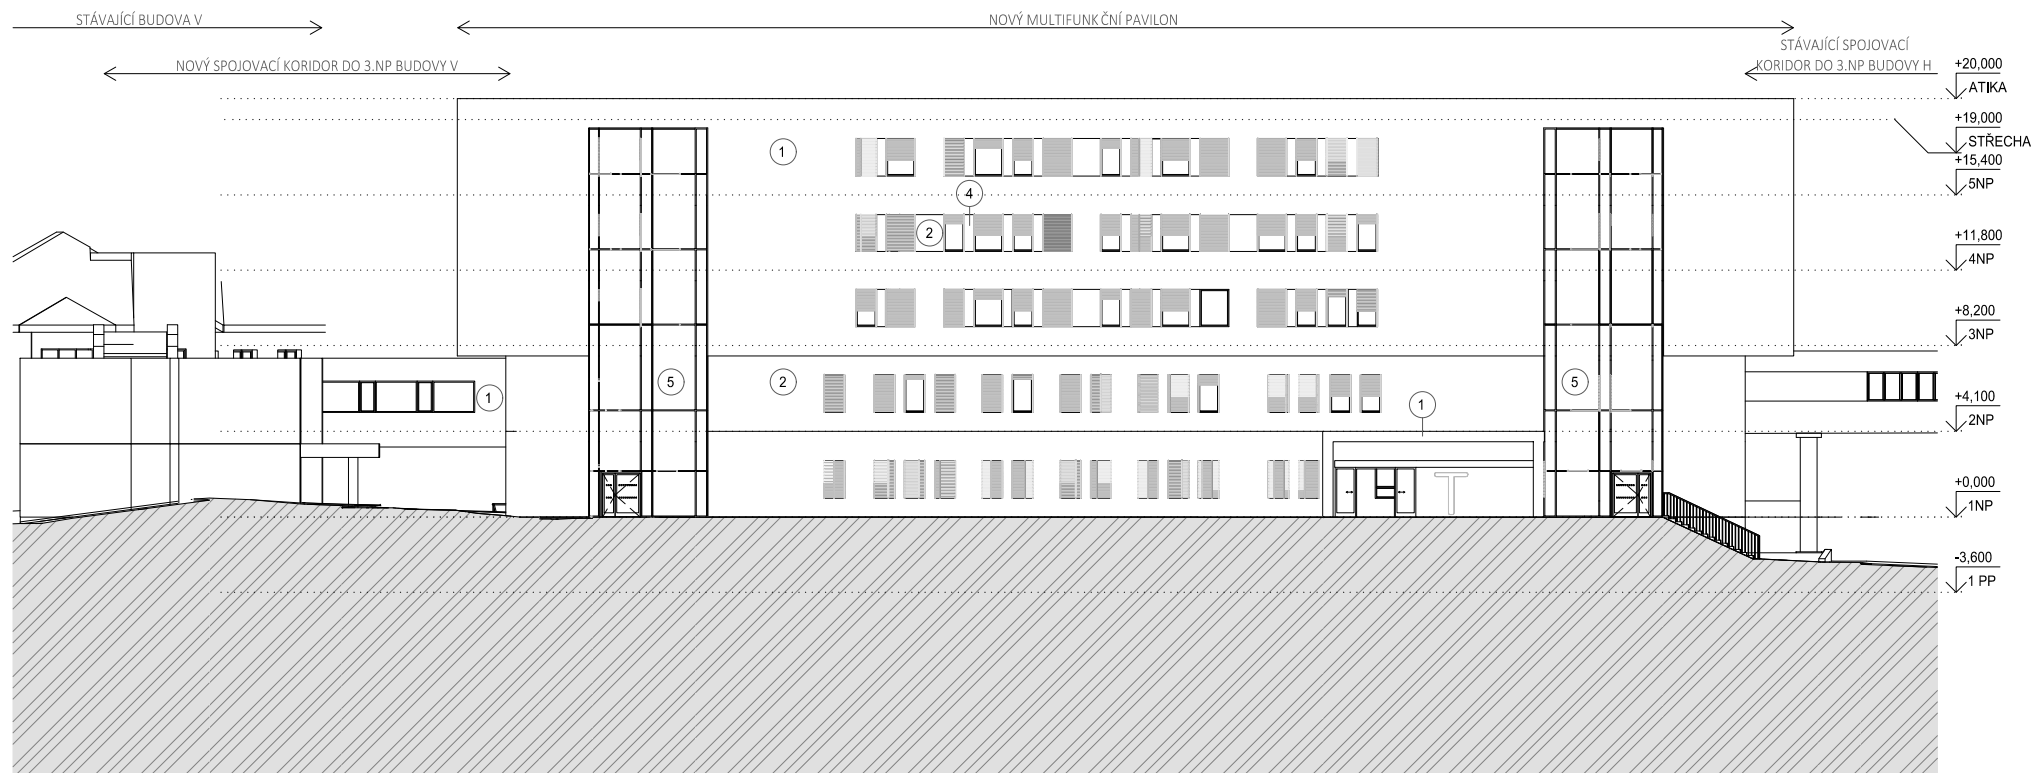 STÁVAJÍCÍ BUDOVA V
NOVÝ MULTIFUNKČNÍ PAVILON
STÁVAJÍCÍ SPOJOVACÍ
KORIDOR DO 3.NP BUDOVY H
NOVÝ SPOJOVACÍ KORIDOR DO 3.NP BUDOVY V
+20,000
ATIKA
+19,000
STŘECHA
+15,400
5NP
+11,800
4NP
+8,200
3NP
+4,100
2NP
+0,000
1NP
-3,600
1 PP
1
4
2
5
2
5
1
1
T